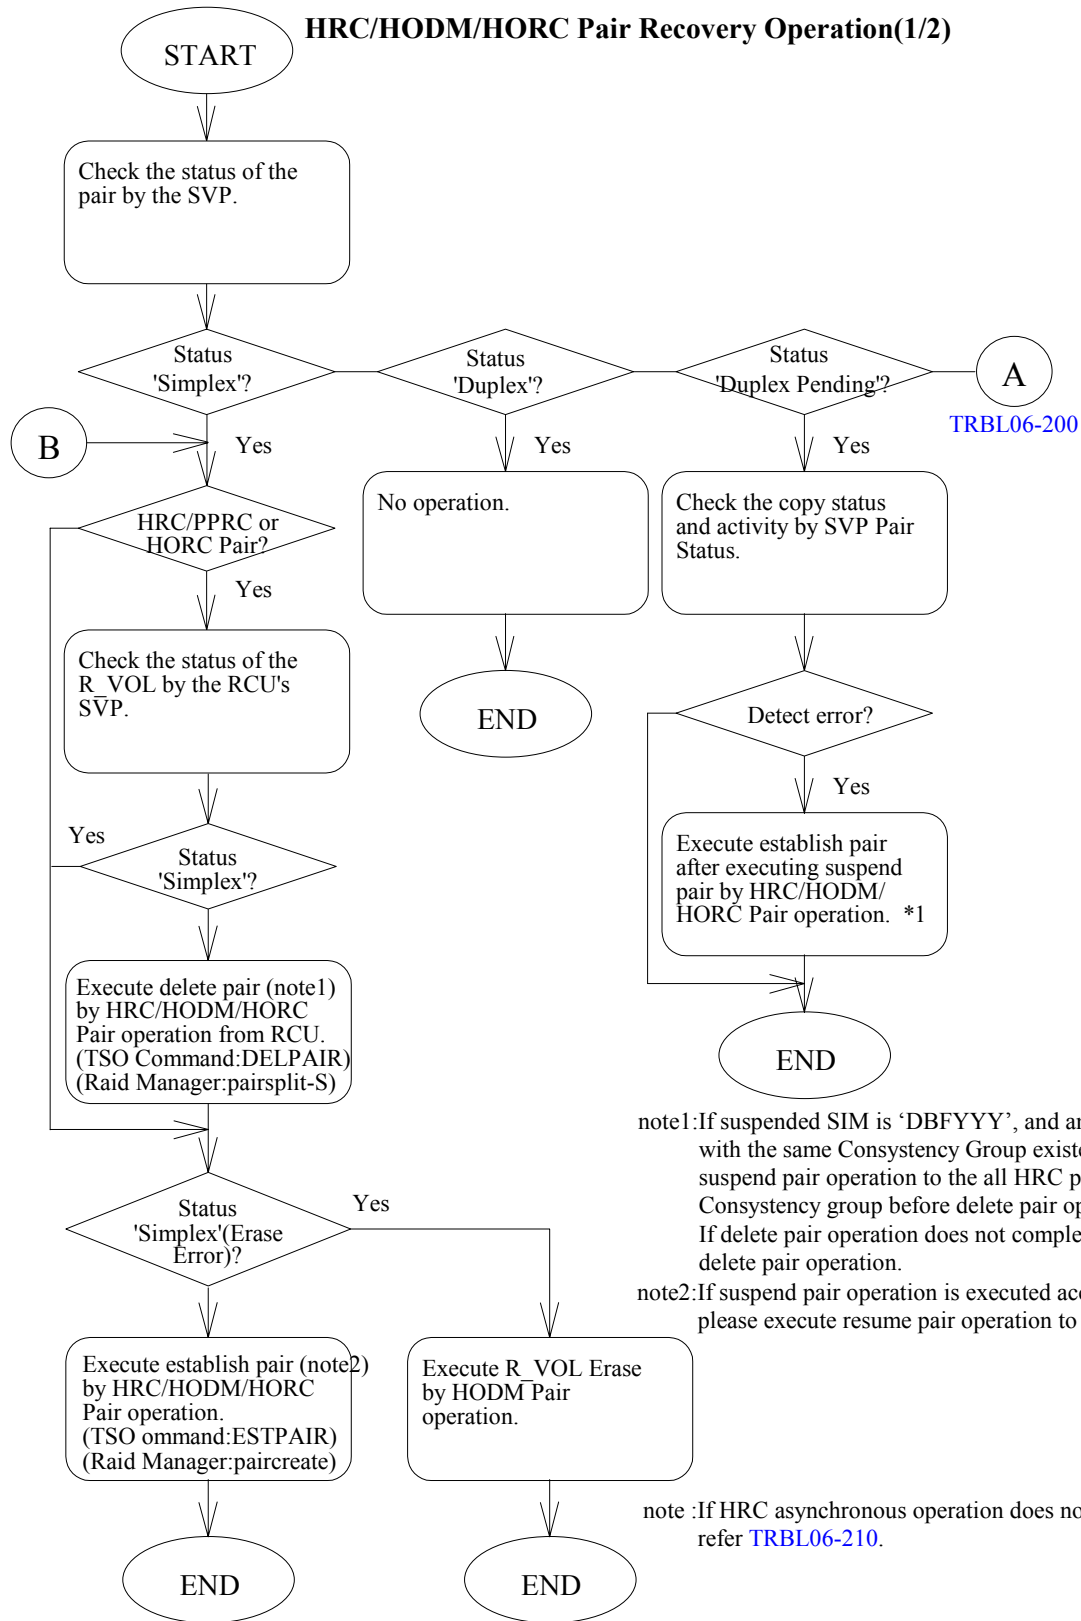 HRC/HODM/HORC Pair Recovery Operation(1/2)
START
Check the status of the
pair by the SVP.
Status
'Simplex'?
Status
'Duplex'?
Status
'Duplex Pending'?
A
TRBL06-200
B
Yes
Yes
Yes
HRC/PPRC or
HORC Pair?
No operation.
Check the copy status
and activity by SVP Pair
Status.
Yes
Check the status of the
R_VOL by the RCU's
SVP.
END
Detect error?
Yes
Yes
Status
'Simplex'?
Execute establish pair
after executing suspend
pair by HRC/HODM/
HORC Pair operation. *1
Execute delete pair (note1)
by HRC/HODM/HORC
Pair operation from RCU.
(TSO Command:DELPAIR)
(Raid Manager:pairsplit-S)
END
note1:If suspended SIM is ‘DBFYYY’, and
with the same Consystency Group
suspend pair operation to the all HRC
Consystency group before delete pair
If delete pair operation does not
delete pair operation.
note2:If suspend pair operation is executed
please execute resume pair operation to
Status
'Simplex'(Erase
Error)?
Yes
Execute establish pair (note2)
by HRC/HODM/HORC
Pair operation.
(TSO ommand:ESTPAIR)
(Raid Manager:paircreate)
Execute R_VOL Erase
by HODM Pair
operation.
note :If HRC asynchronous operation does
refer TRBL06-210.
END
END